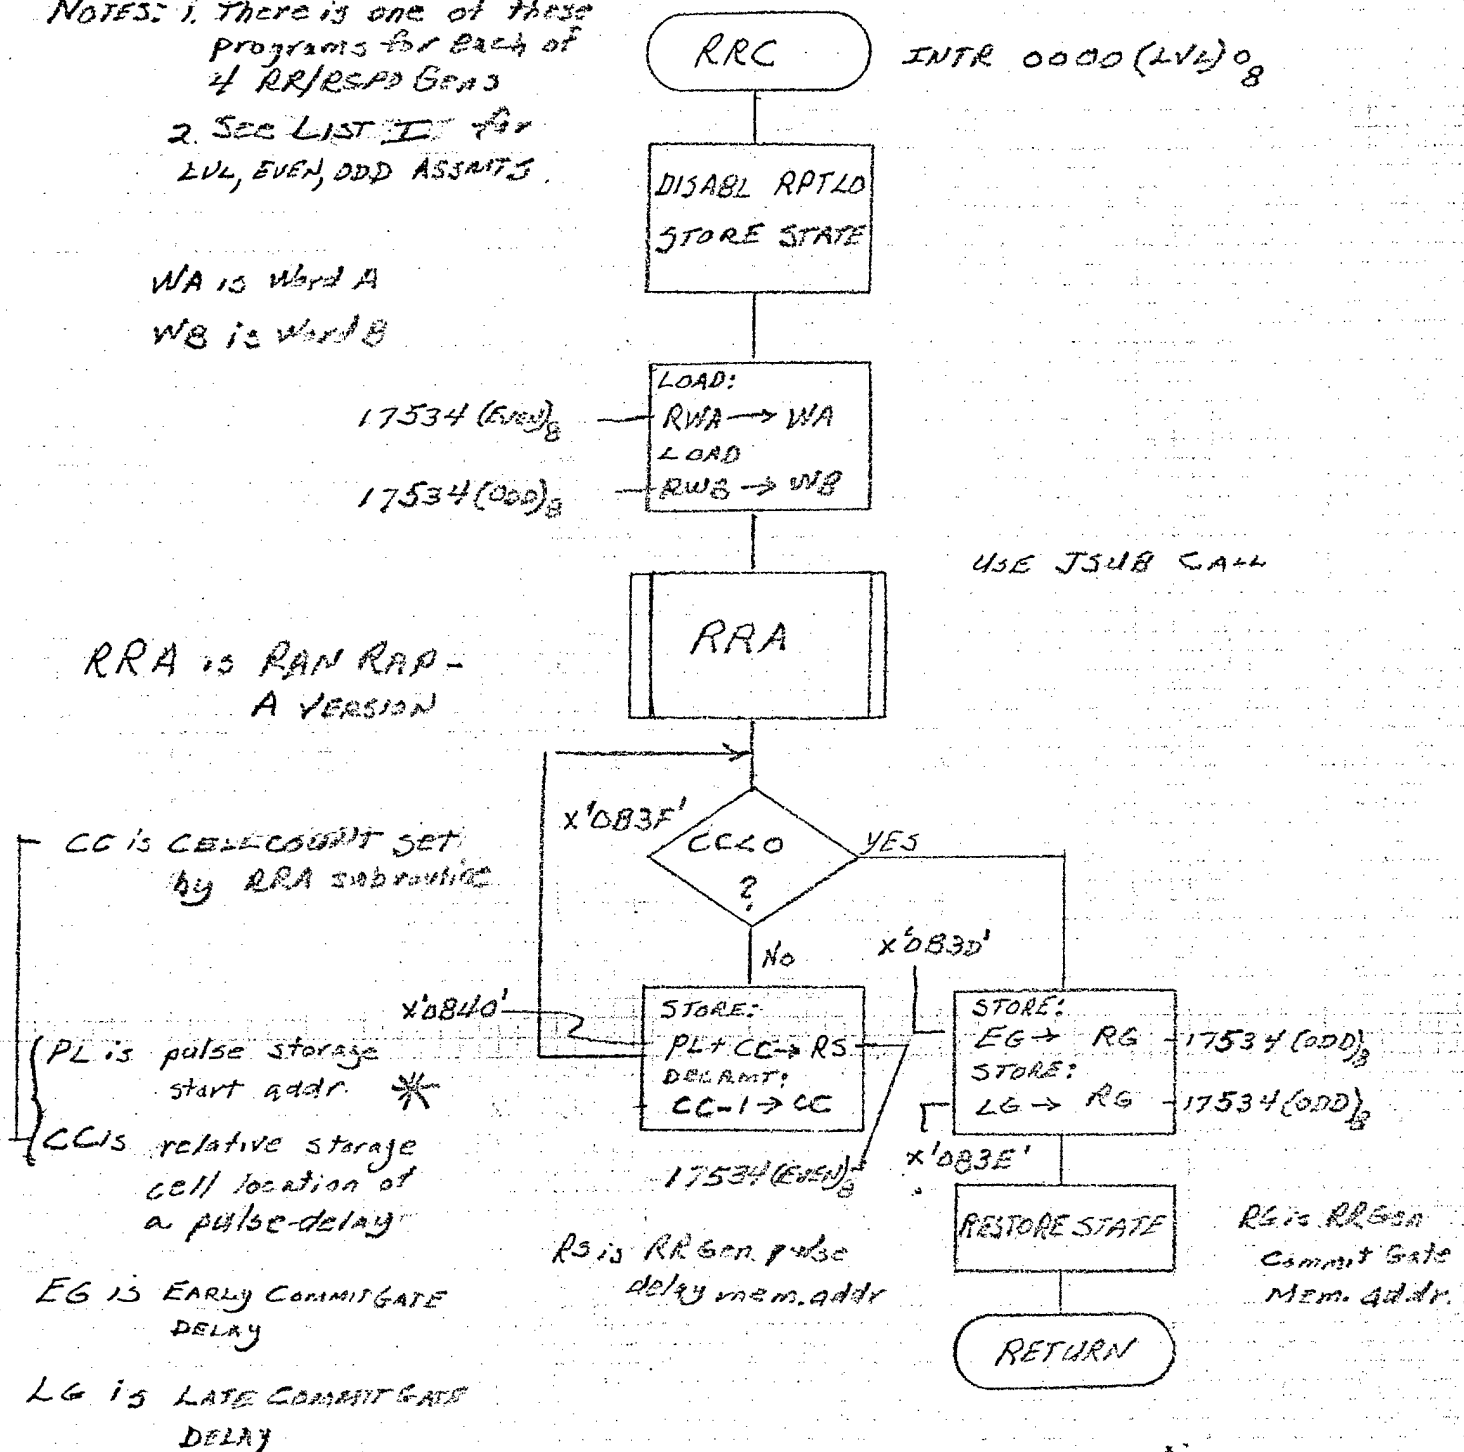 NOTES: 1. There is one of these
programs for each of
4 RR/RSPD Gens
2. See LIST I for
LVL, EVEN, ODD ASSNTS.
RRC
INTR 0000(LVL)08
DISABL RPTLD
STORE STATE
WA is Word A
WB is Word B
LOAD:
17534(EVEN)8
RWA → WA
LOAD
17534(ODD)8
RWB → WB
USE JSUB CALL
RRA
RRA is RAN RAP-
A VERSION
X'083F'
CC<0
?
YES
CC is CELLCOUNT set
by RRA subroutine
No
X'083D'
X'0840'
STORE:
PL+CC→RS
DECRMT:
CC-1→CC
STORE:
EG → RG
17534(ODD)8
STORE:
LG → RG
17534(ODD)8
PL is pulse storage
start addr. *
CC is relative storage
cell location of
a pulse-delay
17534(EVEN)8
X'083E'
RESTORE STATE
RS is RRGen pulse
delay mem. addr
RG is RRGen
Commit Gate
Mem. addr.
EG is EARLY COMMIT GATE
DELAY
RETURN
LG is LATE COMMIT GATE
DELAY